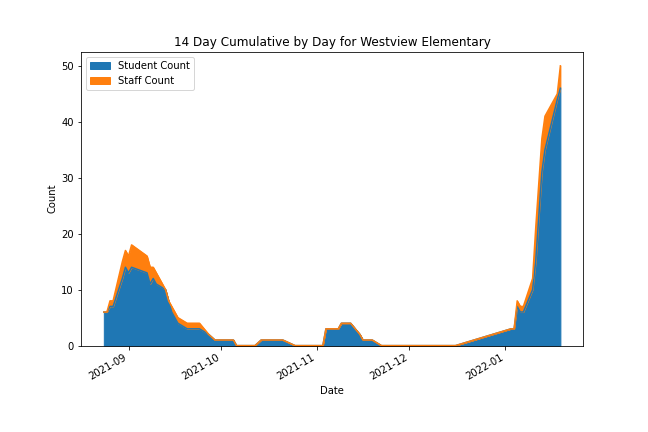 14 Day Cumulative by Day for Westview Elementary
Student Count
Staff Count
50
40
30
20
10
0
Count
2021-09
2021-10
2021-11
2021-12
2022-01
Date